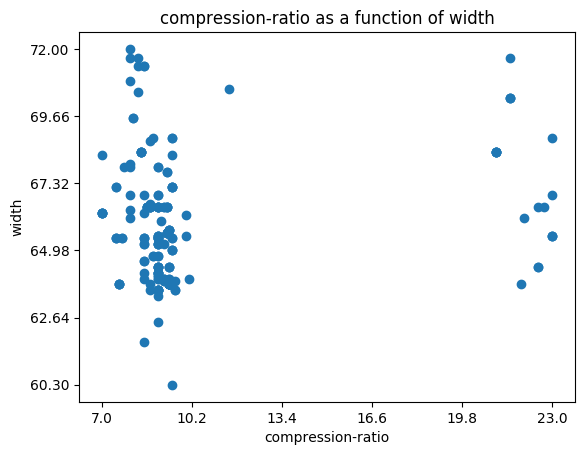 compression-ratio as a function of width
72.00
69.66
67.32
64.98
62.64
60.30
width
7.0 10.2 13.4 16.6 19.8 23.0
compression-ratio